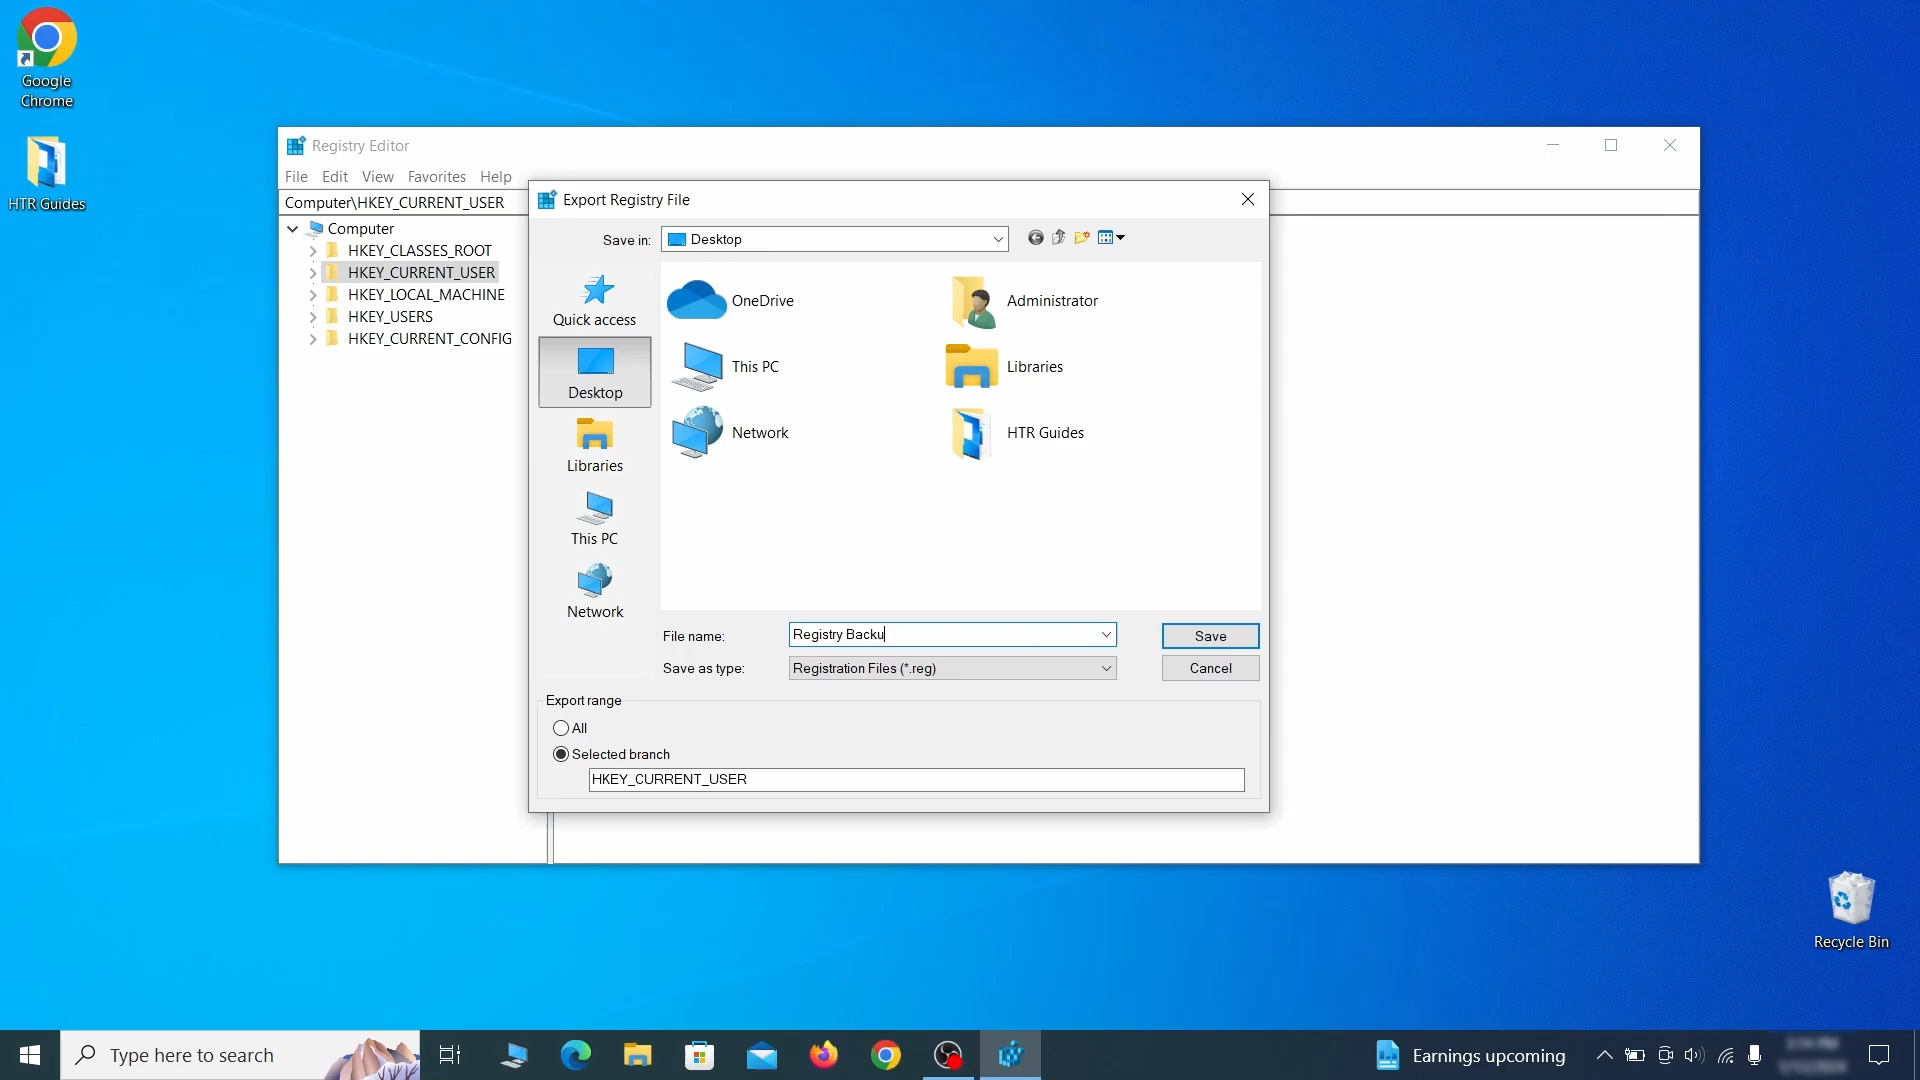 Google
Chrome
HTR Guides
Registry Editor
File Edit View Favorites Help
Computer\HKEY_CURRENT_USER
Computer
HKEY_CLASSES_ROOT
HKEY_CURRENT_USER
HKEY_LOCAL_MACHINE
HKEY_USERS
HKEY_CURRENT_CONFIG
Export Registry File
Save in: Desktop
Quick access
Desktop
Libraries
This PC
Network
OneDrive
Administrator
This PC
Libraries
Network
HTR Guides
File name: Registry Backu
Save
Save as type: Registration Files (*.reg)
Cancel
Export range
All
Selected branch
HKEY_CURRENT_USER
Recycle Bin
Type here to search
Earnings upcoming